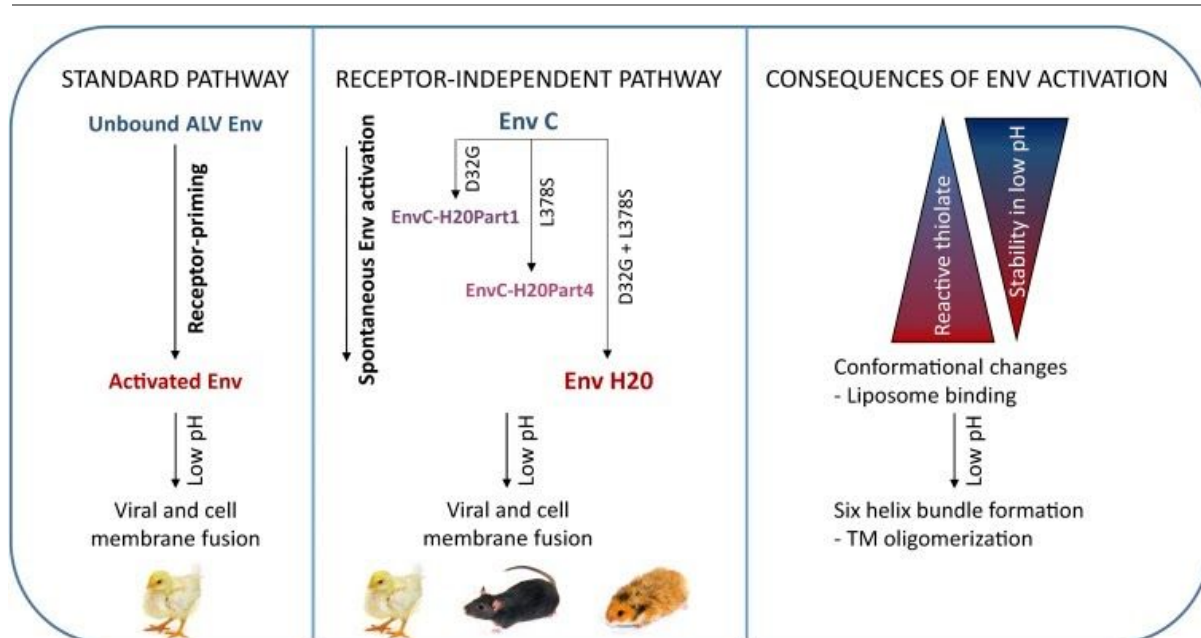 STANDARD PATHWAY
Unbound ALV Env
Receptor-priming
Activated Env
Low pH
Viral and cell
membrane fusion
RECEPTOR-INDEPENDENT PATHWAY
Env C
Spontaneous Env activation
D32G
EnvC-H20Part1
L378S
EnvC-H20Part4
D32G + L378S
Env H20
Low pH
Viral and cell
membrane fusion
CONSEQUENCES OF ENV ACTIVATION
Reactive thiolate
Stability in low pH
Conformational changes
- Liposome binding
Low pH
Six helix bundle formation
- TM oligomerization